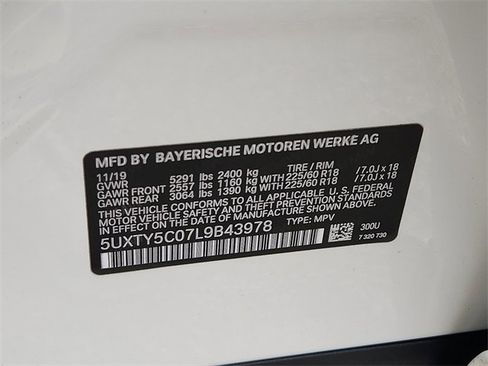 MFD BY BAYERISCHE MOTOREN WERKE AG
11/19 5291 lbs 2400 kg TIRE / RIM
GVWR
GAWR FRONT 2557 lbs 1160 kg WITH 225/60 R18 / 7.0J x 18
GAWR REAR 3064 lbs 1390 kg WITH 225/60 R18 / 7.0J x 18
THIS VEHICLE CONFORMS TO ALL APPLICABLE U. S. FEDERAL
MOTOR VEHICLE SAFETY AND THEFT PREVENTION STANDARDS
IN EFFECT ON THE DATE OF MANUFACTURE SHOWN ABOVE.
5UXTY5C07L9B43978 TYPE: MPV
300U
7 320 730